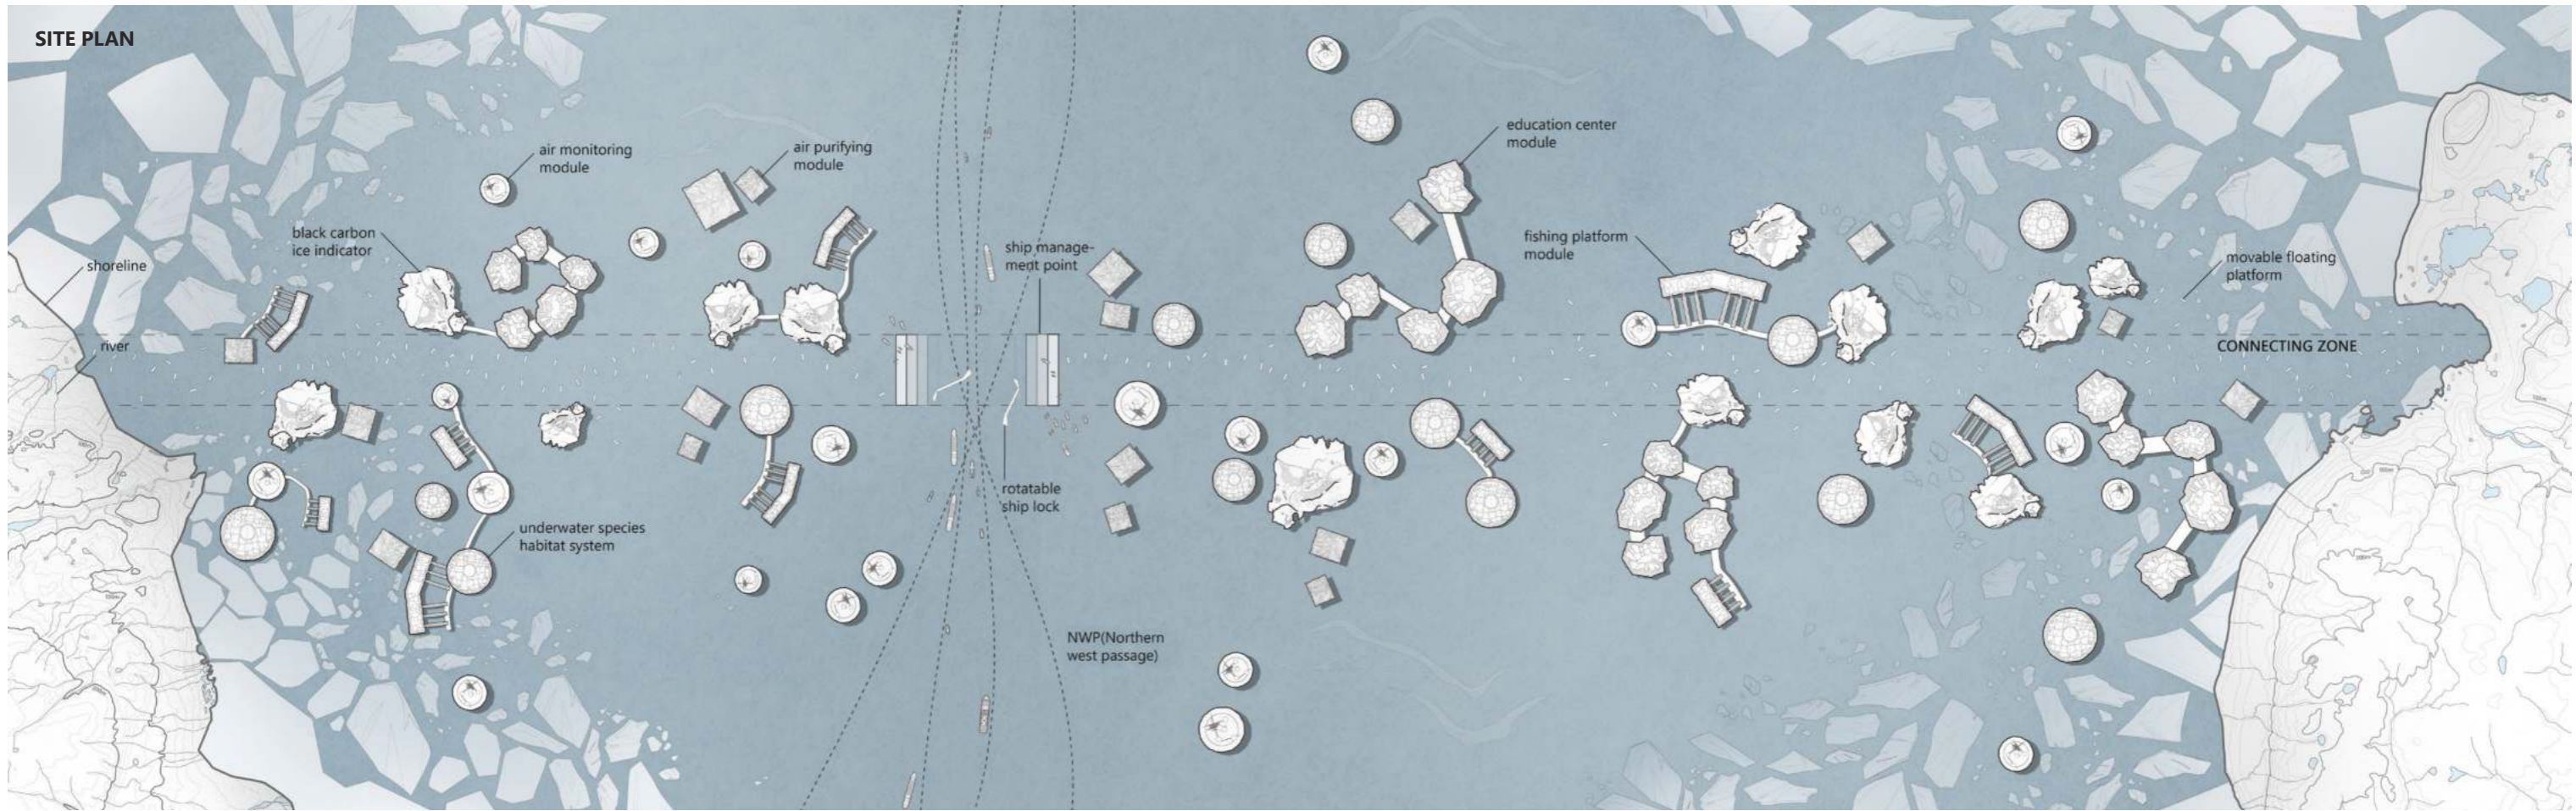 SITE PLAN
air monitoring
module
air purifying
module
education center
module
black carbon
ice indicator
ship manage-
ment point
fishing platform
module
shoreline
movable floating
platform
river
CONNECTING ZONE
rotatable
ship lock
underwater species
habitat system
NWP(Northern
west passage)